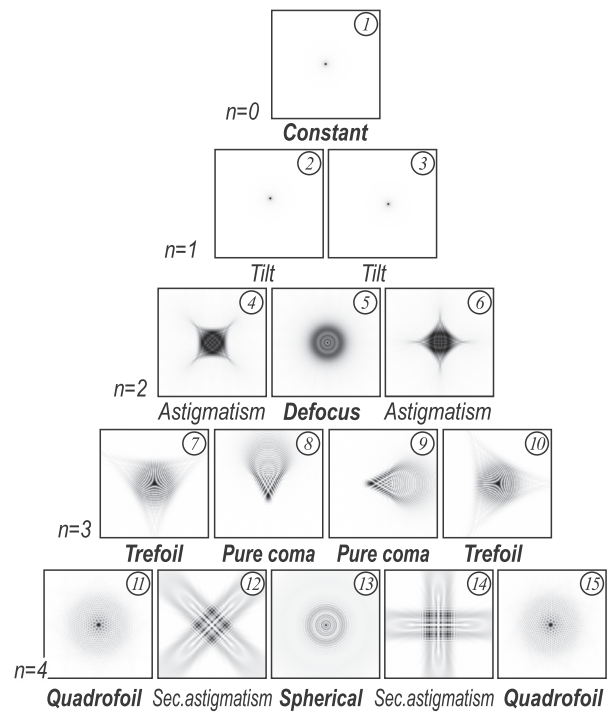 1
n=0
Constant
2 3
n=1
Tilt Tilt
4 5 6
n=2
Astigmatism Defocus Astigmatism
7 8 9 10
n=3
Trefoil Pure coma Pure coma Trefoil
11 12 13 14 15
n=4
Quadrofoil Sec.astigmatism Spherical Sec.astigmatism Quadrofoil